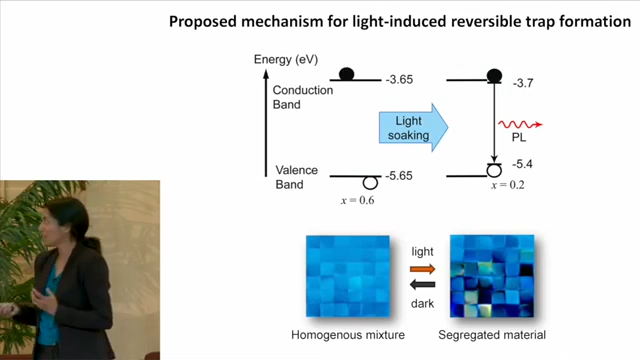 Proposed mechanism for light-induced reversible trap formation
Energy (eV)
Conduction
Band
-3.65
-3.7
Light
soaking
PL
Valence
Band
-5.65
-5.4
x = 0.6
x = 0.2
light
dark
Homogenous mixture
Segregated material